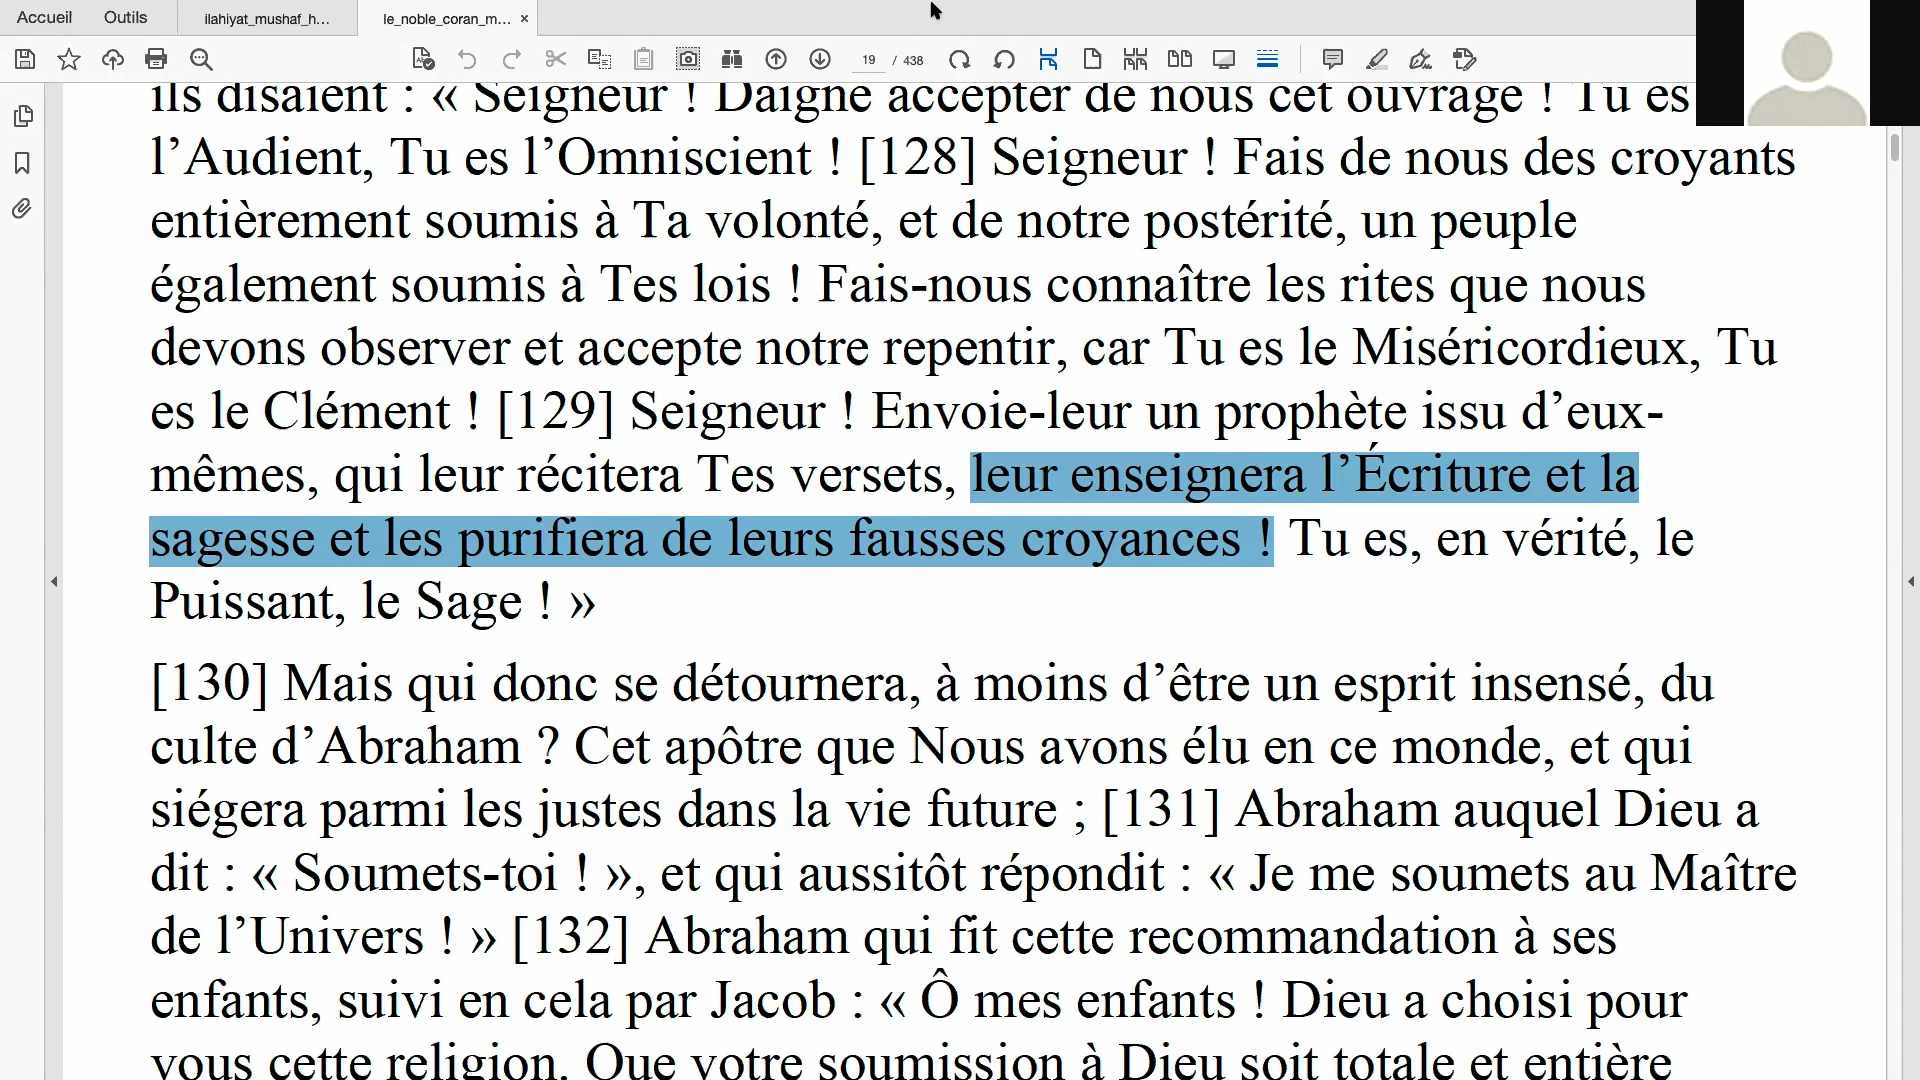 Accueil Outils ilahiyat_mushaf_h... le_noble_coran_m... ×
19 / 438
ils disaient : « Seigneur ! Daigne accepter de nous cet ouvrage ! Tu es
l’Audient, Tu es l’Omniscient ! [128] Seigneur ! Fais de nous des croyants
entièrement soumis à Ta volonté, et de notre postérité, un peuple
également soumis à Tes lois ! Fais-nous connaître les rites que nous
devons observer et accepte notre repentir, car Tu es le Miséricordieux, Tu
es le Clément ! [129] Seigneur ! Envoie-leur un prophète issu d’eux-
mêmes, qui leur récitera Tes versets, leur enseignera l’Écriture et la
sagesse et les purifiera de leurs fausses croyances ! Tu es, en vérité, le
Puissant, le Sage ! »
[130] Mais qui donc se détournera, à moins d’être un esprit insensé, du
culte d’Abraham ? Cet apôtre que Nous avons élu en ce monde, et qui
siégera parmi les justes dans la vie future ; [131] Abraham auquel Dieu a
dit : « Soumets-toi ! », et qui aussitôt répondit : « Je me soumets au Maître
de l’Univers ! » [132] Abraham qui fit cette recommandation à ses
enfants, suivi en cela par Jacob : « Ô mes enfants ! Dieu a choisi pour
vous cette religion. Que votre soumission à Dieu soit totale et entière